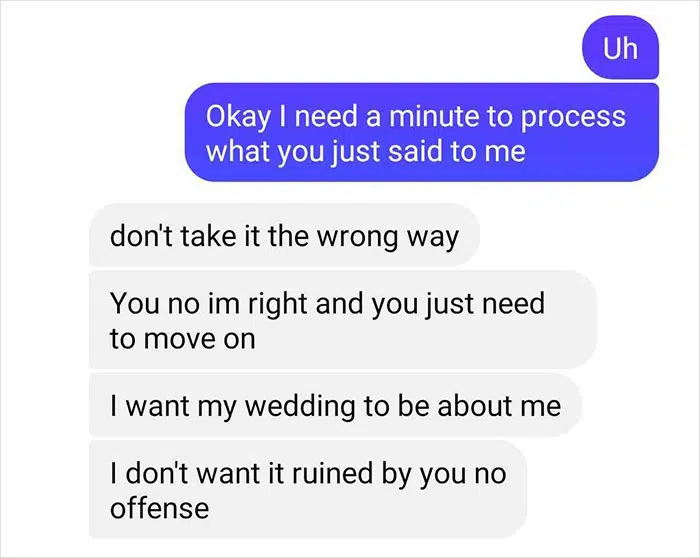 Uh
Okay I need a minute to process
what you just said to me
don't take it the wrong way
You no im right and you just need
to move on
I want my wedding to be about me
I don't want it ruined by you no
offense